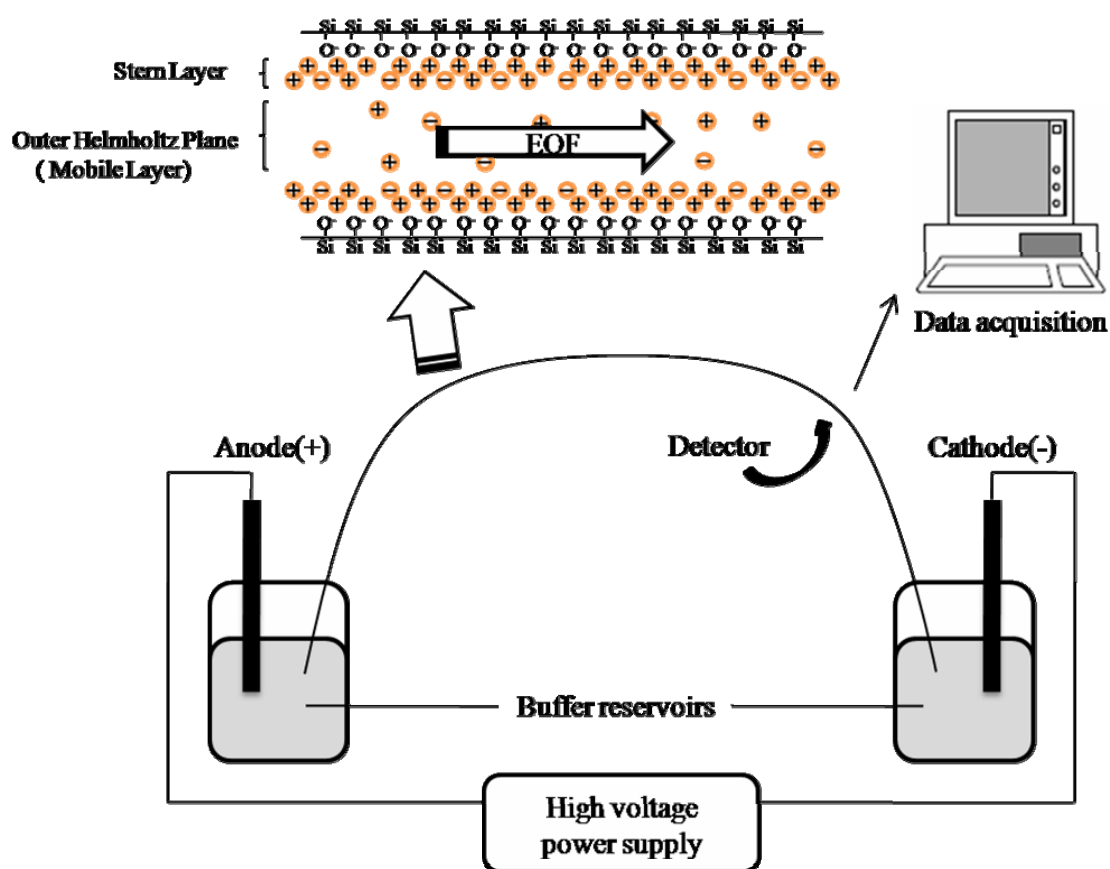 Si Si Si Si Si Si Si Si Si Si Si Si Si Si Si Si Si Si
O⁻ O⁻ O⁻ O⁻ O⁻ O⁻ O⁻ O⁻ O⁻ O⁻ O⁻ O⁻ O⁻ O⁻ O⁻ O⁻ O⁻ O⁻
Stern Layer
Outer Helmholtz Plane
( Mobile Layer)
EOF
O⁻ O⁻ O⁻ O⁻ O⁻ O⁻ O⁻ O⁻ O⁻ O⁻ O⁻ O⁻ O⁻ O⁻ O⁻ O⁻ O⁻ O⁻
Si Si Si Si Si Si Si Si Si Si Si Si Si Si Si Si Si Si
Data acquisition
Anode(+)
Detector
Cathode(-)
Buffer reservoirs
High voltage
power supply